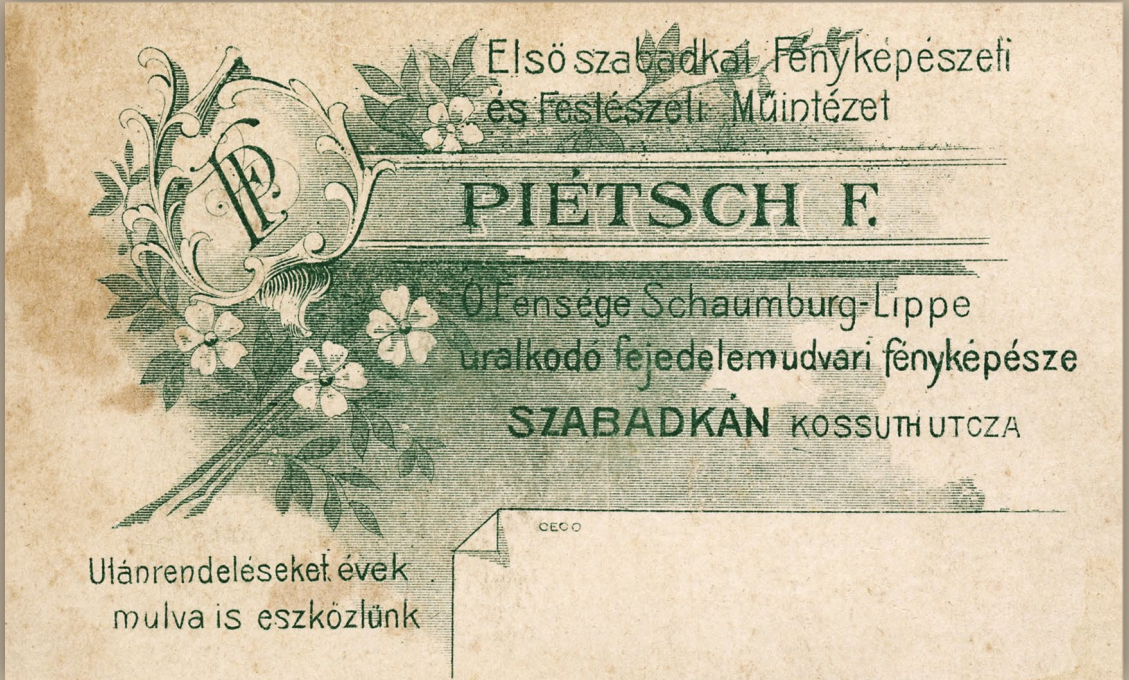 Elsö szabadkai Fényképészeti
és Festészeti Műintézet
PF
PIÉTSCH F.
Ő Fensége Schaumburg-Lippe
uralkodó fejedelem udvari fényképésze
SZABADKÁN KOSSUTH UTCZA
Utánrendeléseket évek
mulva is eszközlünk